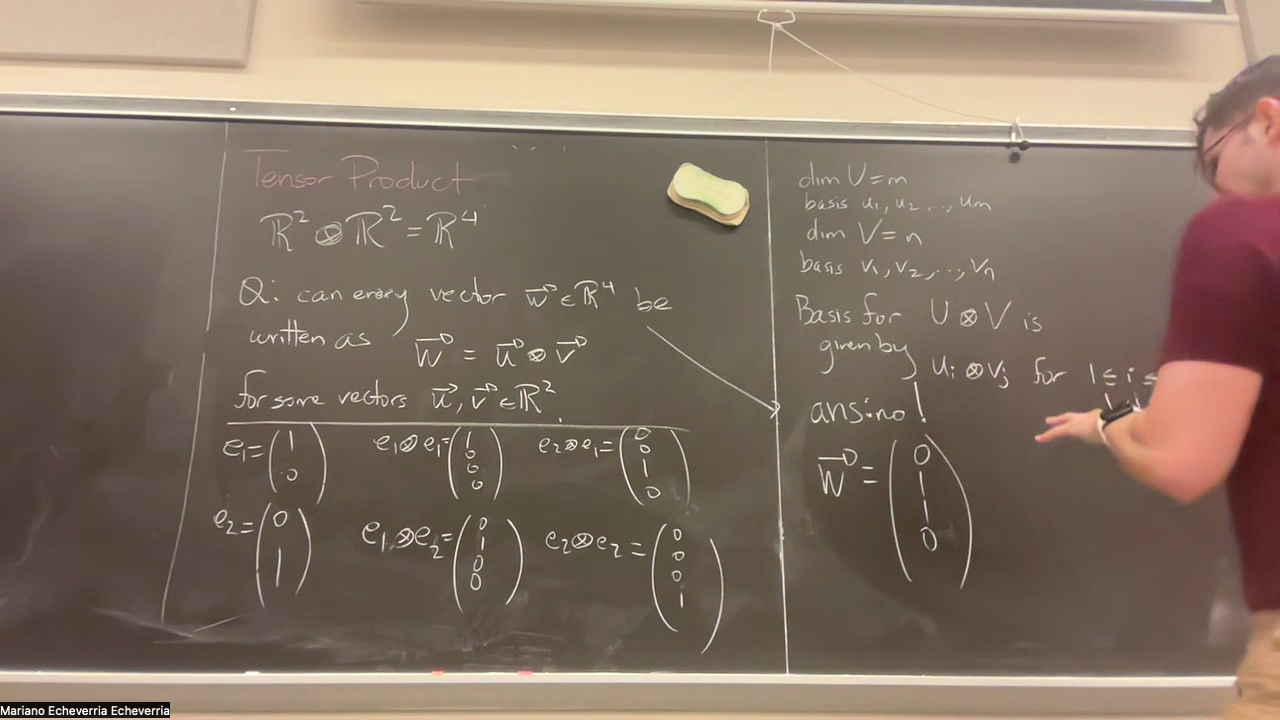 Tensor Product
ℝ² ⊗ ℝ² = ℝ⁴
Q: can every vector w⃗ ∈ ℝ⁴ be
written as w⃗ = u⃗ ⊗ v⃗
for some vectors u⃗, v⃗ ∈ ℝ².
e₁ = (1 0) e₁⊗e₁ = (1 0 0 0) e₂⊗e₁ = (0 0 1 0)
e₂ = (0 1) e₁⊗e₂ = (0 1 0 0) e₂⊗e₂ = (0 0 0 1)
dim U = m
basis u₁, u₂, .., um
dim V = n
basis v₁, v₂, ..., vn
Basis for U ⊗ V is
given by uᵢ ⊗ vⱼ for 1 ≤ i ≤
ans: no!
w⃗ = (0 1 1 0)
Mariano Echeverria Echeverria